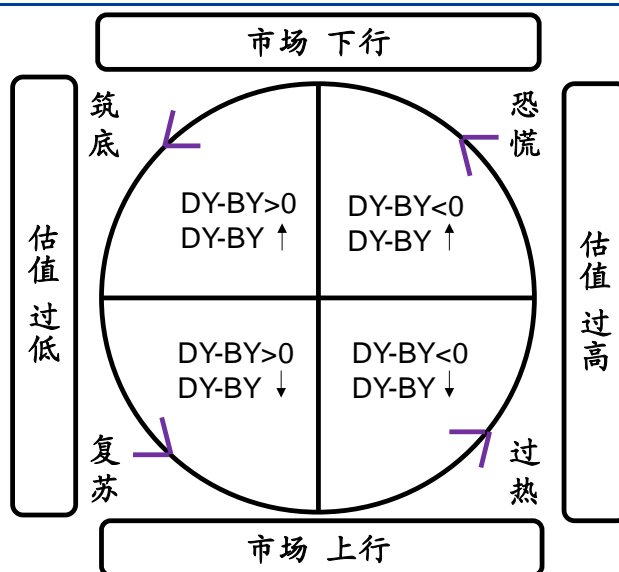 市场 下行
筑底
恐慌
DY-BY>0
DY-BY ↑
DY-BY<0
DY-BY ↑
估值 过低
估值 过高
DY-BY>0
DY-BY ↓
DY-BY<0
DY-BY ↓
复苏
过热
市场 上行